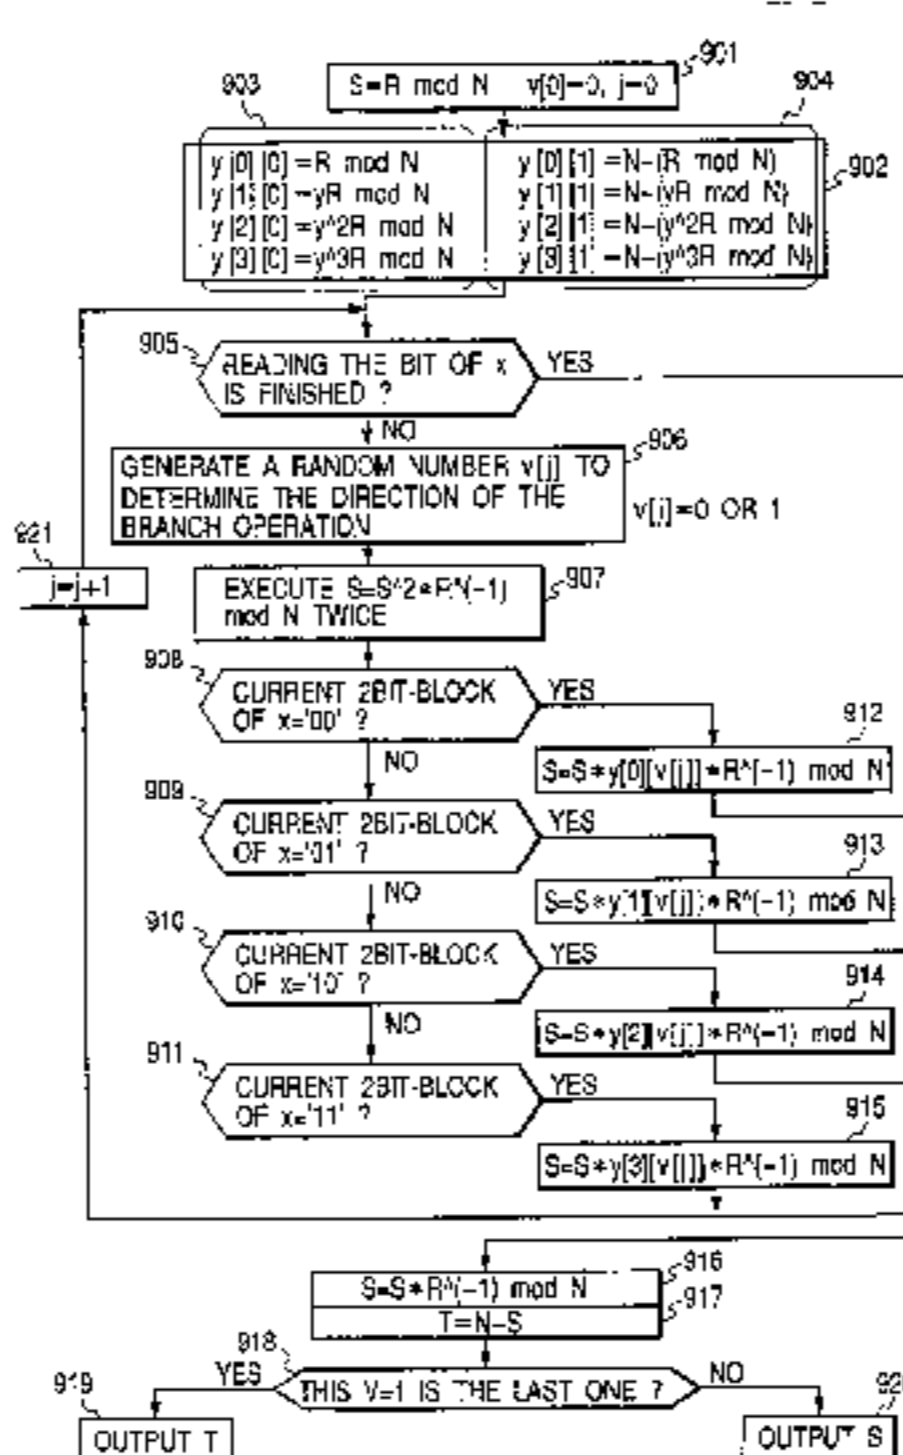 901
903
S=R mod N v[0]=0, j=0
904
y[0][0]=R mod N
y[1][0]=yR mod N
y[2][0]=y^2R mod N
y[3][0]=y^3R mod N
y[0][1]=N-(R mod N)
y[1][1]=N-(yR mod N)
y[2][1]=N-(y^2R mod N)
y[3][1]=N-(y^3R mod N)
902
905
READING THE BIT OF x
IS FINISHED ?
YES
NO
906
GENERATE A RANDOM NUMBER v[j] TO
DETERMINE THE DIRECTION OF THE
BRANCH OPERATION
v[j]=0 OR 1
921
j=j+1
907
EXECUTE S=S^2*R^(-1)
mod N TWICE
908
CURRENT 2BIT-BLOCK
OF x='00' ?
YES
NO
912
S=S*y[0][v[j]]*R^(-1) mod N
909
CURRENT 2BIT-BLOCK
OF x='01' ?
YES
NO
913
S=S*y[1][v[j]]*R^(-1) mod N
910
CURRENT 2BIT-BLOCK
OF x='10' ?
YES
NO
914
S=S*y[2][v[j]]*R^(-1) mod N
911
CURRENT 2BIT-BLOCK
OF x='11' ?
YES
915
S=S*y[3][v[j]]*R^(-1) mod N
S=S*R^(-1) mod N
916
T=N-S
917
918
THIS V=1 IS THE LAST ONE ?
YES
NO
919
OUTPUT T
OUTPUT S